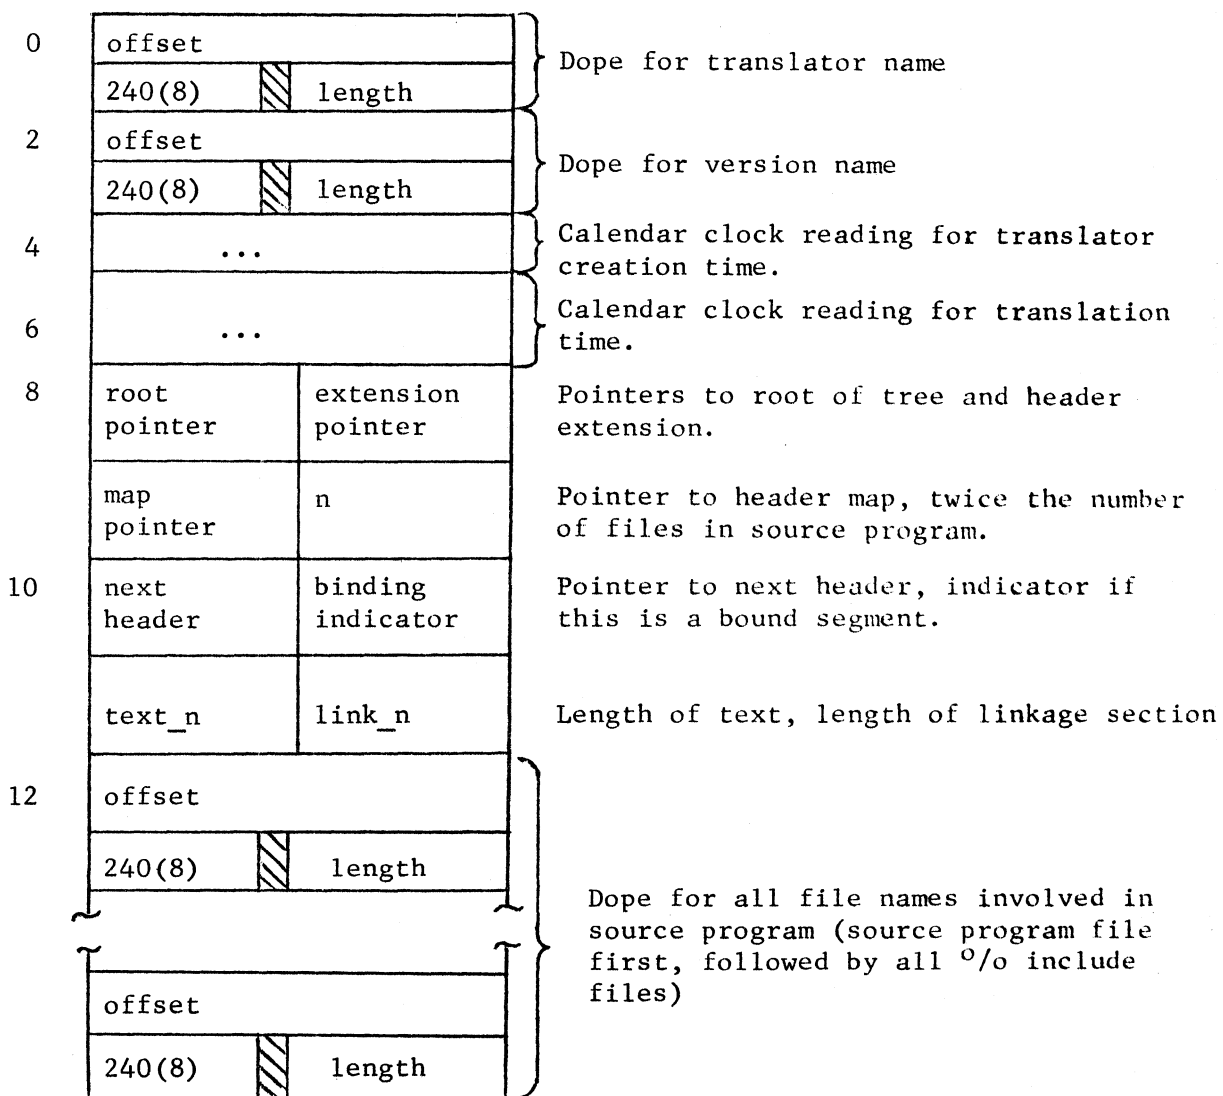 0 offset
Dope for translator name
240(8) length
2 offset
Dope for version name
240(8) length
4 ... Calendar clock reading for translator
creation time.
6 ... Calendar clock reading for translation
time.
8 root extension Pointers to root of tree and header
pointer pointer extension.
map n Pointer to header map, twice the number
pointer of files in source program.
10 next binding Pointer to next header, indicator if
header indicator this is a bound segment.
text_n link_n Length of text, length of linkage section
12 offset
240(8) length
Dope for all file names involved in
source program (source program file
first, followed by all o/o include
files)
offset
240(8) length